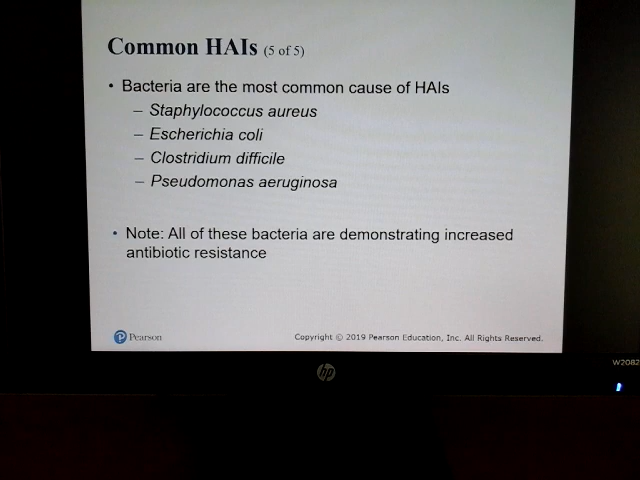 Common HAIs (5 of 5)
• Bacteria are the most common cause of HAIs
– Staphylococcus aureus
– Escherichia coli
– Clostridium difficile
– Pseudomonas aeruginosa
• Note: All of these bacteria are demonstrating increased
antibiotic resistance
P Pearson
Copyright © 2019 Pearson Education, Inc. All Rights Reserved.
hp
W2082